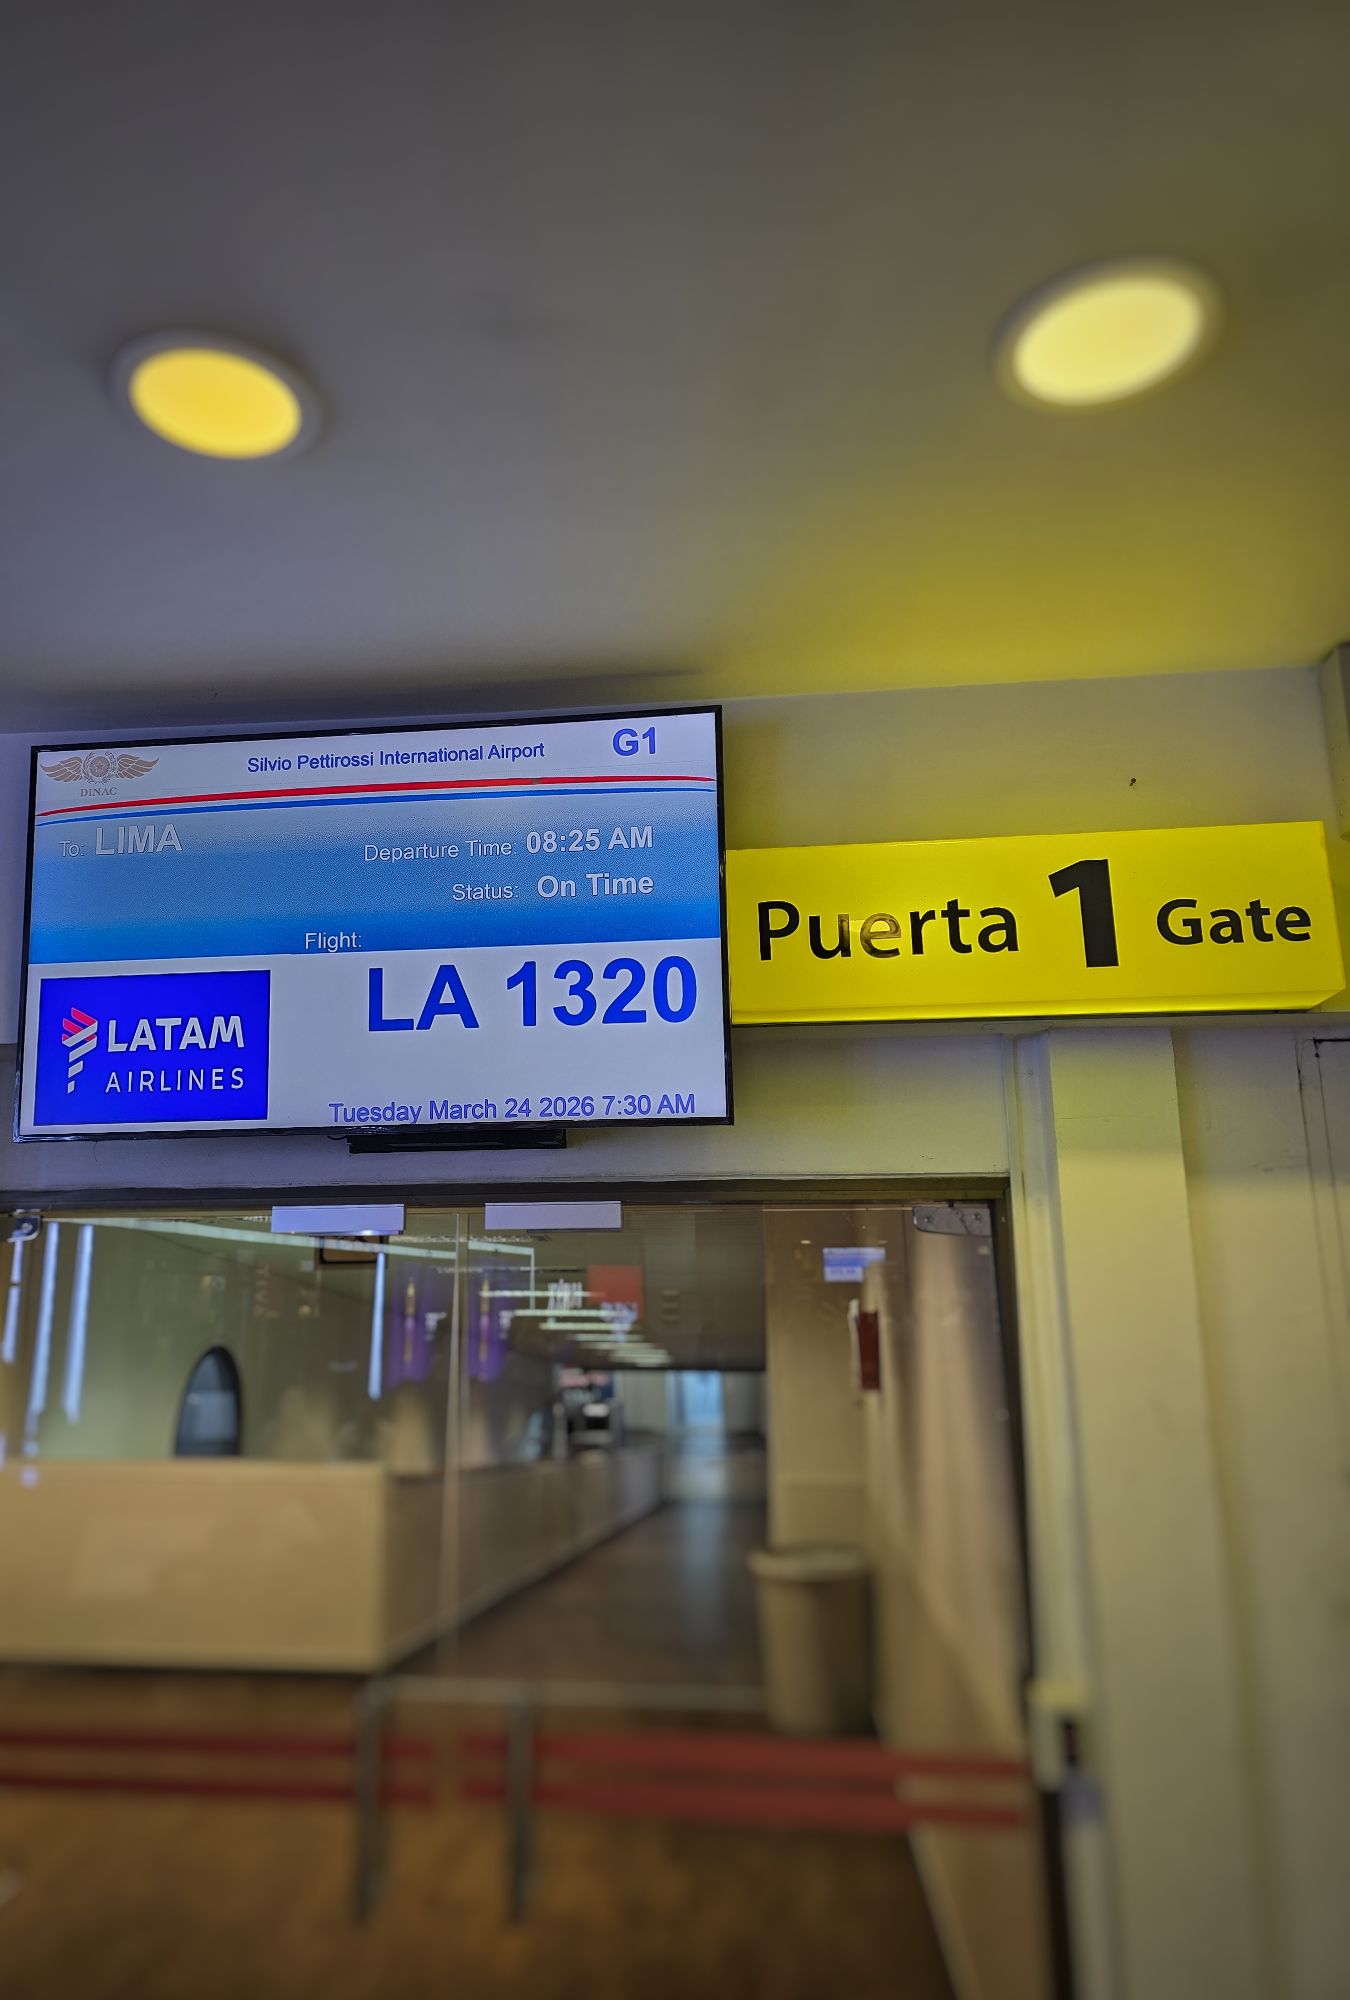 Silvio Pettirossi International Airport
G1
DINAC
To: LIMA
Departure Time: 08:25 AM
Status: On Time
Flight:
LA 1320
LATAM
AIRLINES
Tuesday March 24 2026 7:30 AM
Puerta 1 Gate